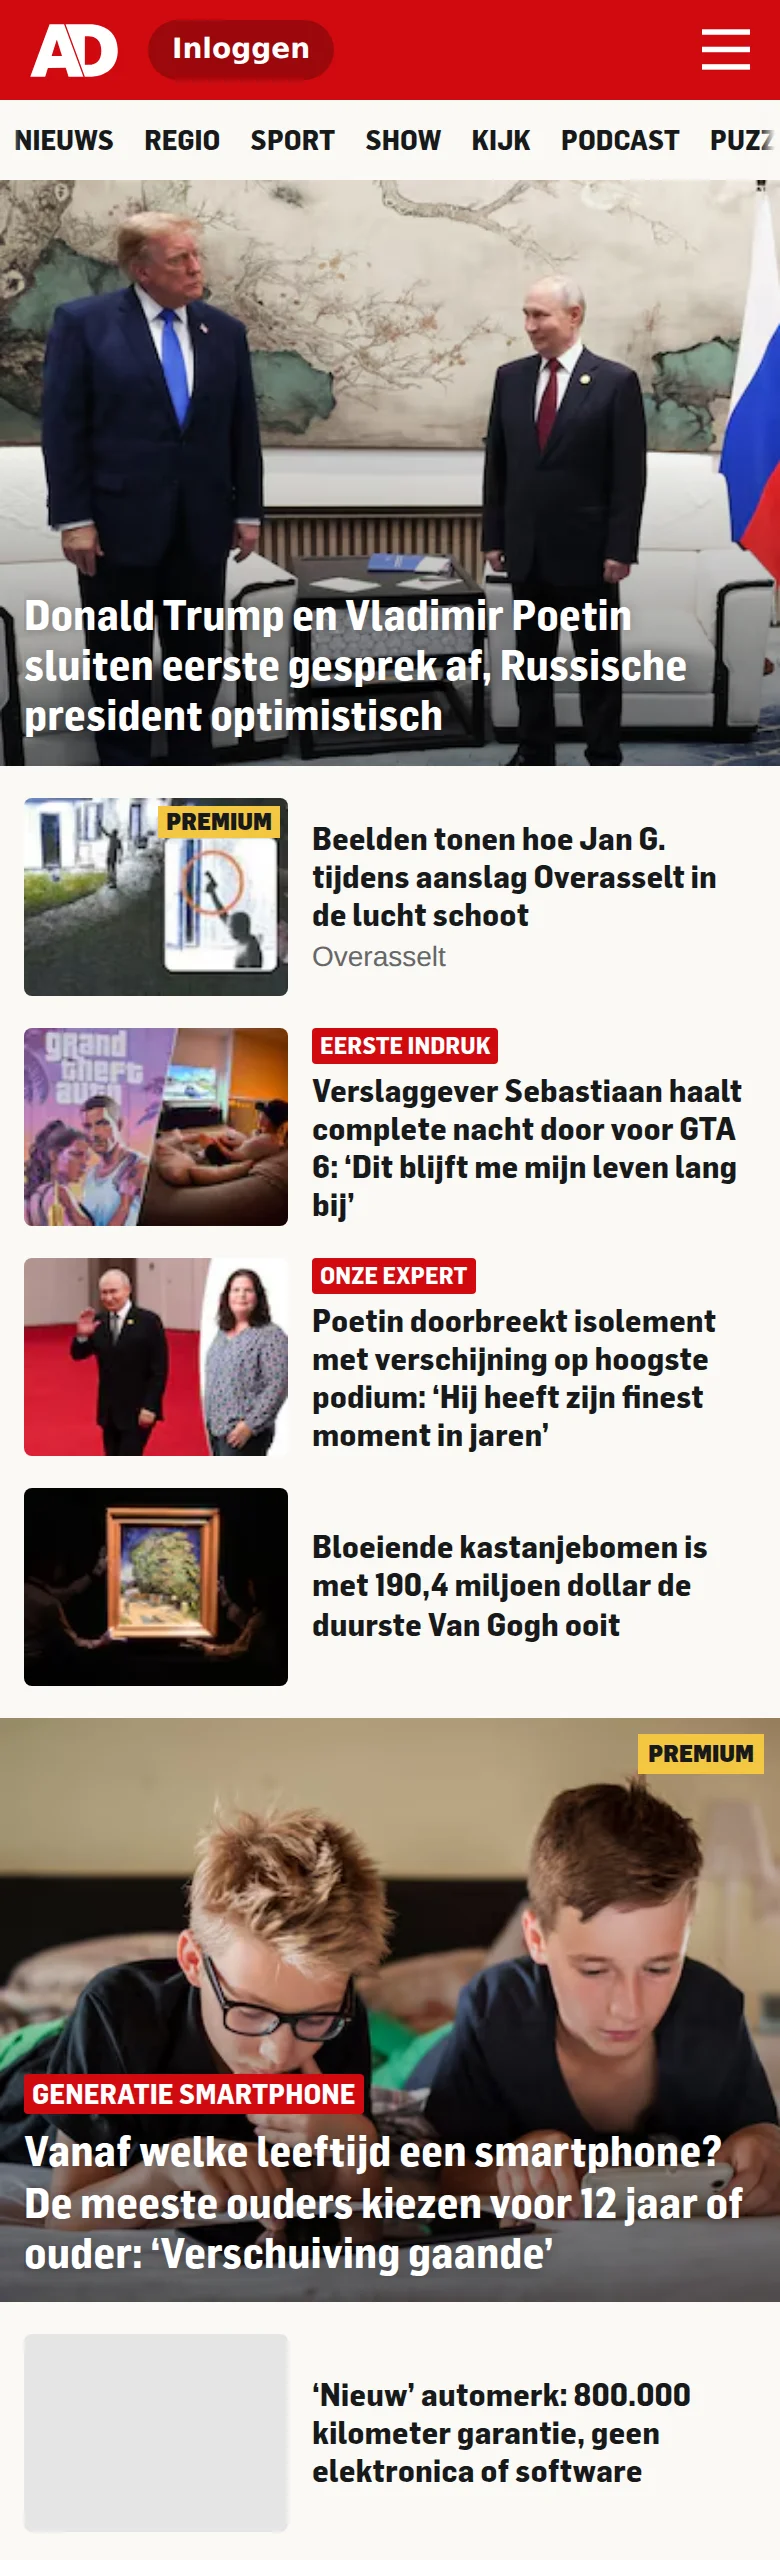 AD
Inloggen
NIEUWS REGIO SPORT SHOW KIJK PODCAST PUZZ
Donald Trump en Vladimir Poetin
sluiten eerste gesprek af, Russische
president optimistisch
PREMIUM
Beelden tonen hoe Jan G.
tijdens aanslag Overasselt in
de lucht schoot
Overasselt
grand
theft
auto
EERSTE INDRUK
Verslaggever Sebastiaan haalt
complete nacht door voor GTA
6: ‘Dit blijft me mijn leven lang
bij’
ONZE EXPERT
Poetin doorbreekt isolement
met verschijning op hoogste
podium: ‘Hij heeft zijn finest
moment in jaren’
Bloeiende kastanjebomen is
met 190,4 miljoen dollar de
duurste Van Gogh ooit
PREMIUM
GENERATIE SMARTPHONE
Vanaf welke leeftijd een smartphone?
De meeste ouders kiezen voor 12 jaar of
ouder: ‘Verschuiving gaande’
‘Nieuw’ automerk: 800.000
kilometer garantie, geen
elektronica of software